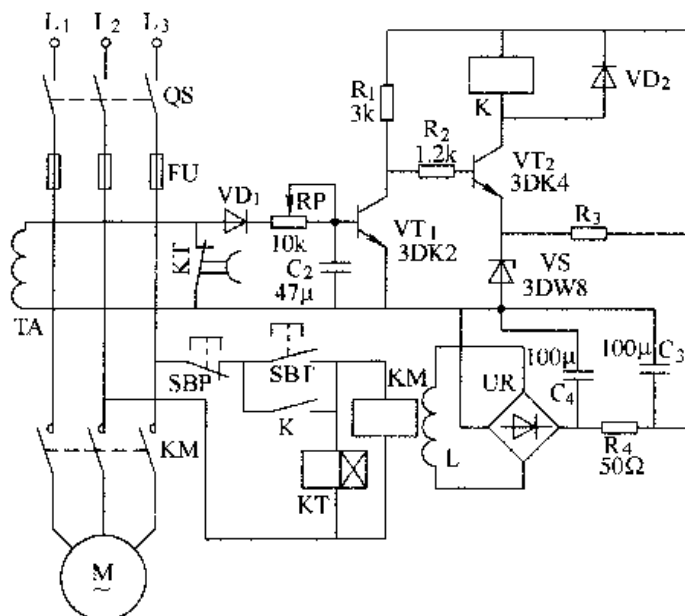 L1 L2 L3
QS
FU
R1
3k
K
VD2
R2
1.2k
VT2
3DK4
VD1
RP
10k
VT1
3DK2
R3
KT
C2
47μ
VS
3DW8
TA
SBP
SBT
KM
100μ
100μ
C3
UR
C4
K
L
KM
KT
R4
50Ω
M
~